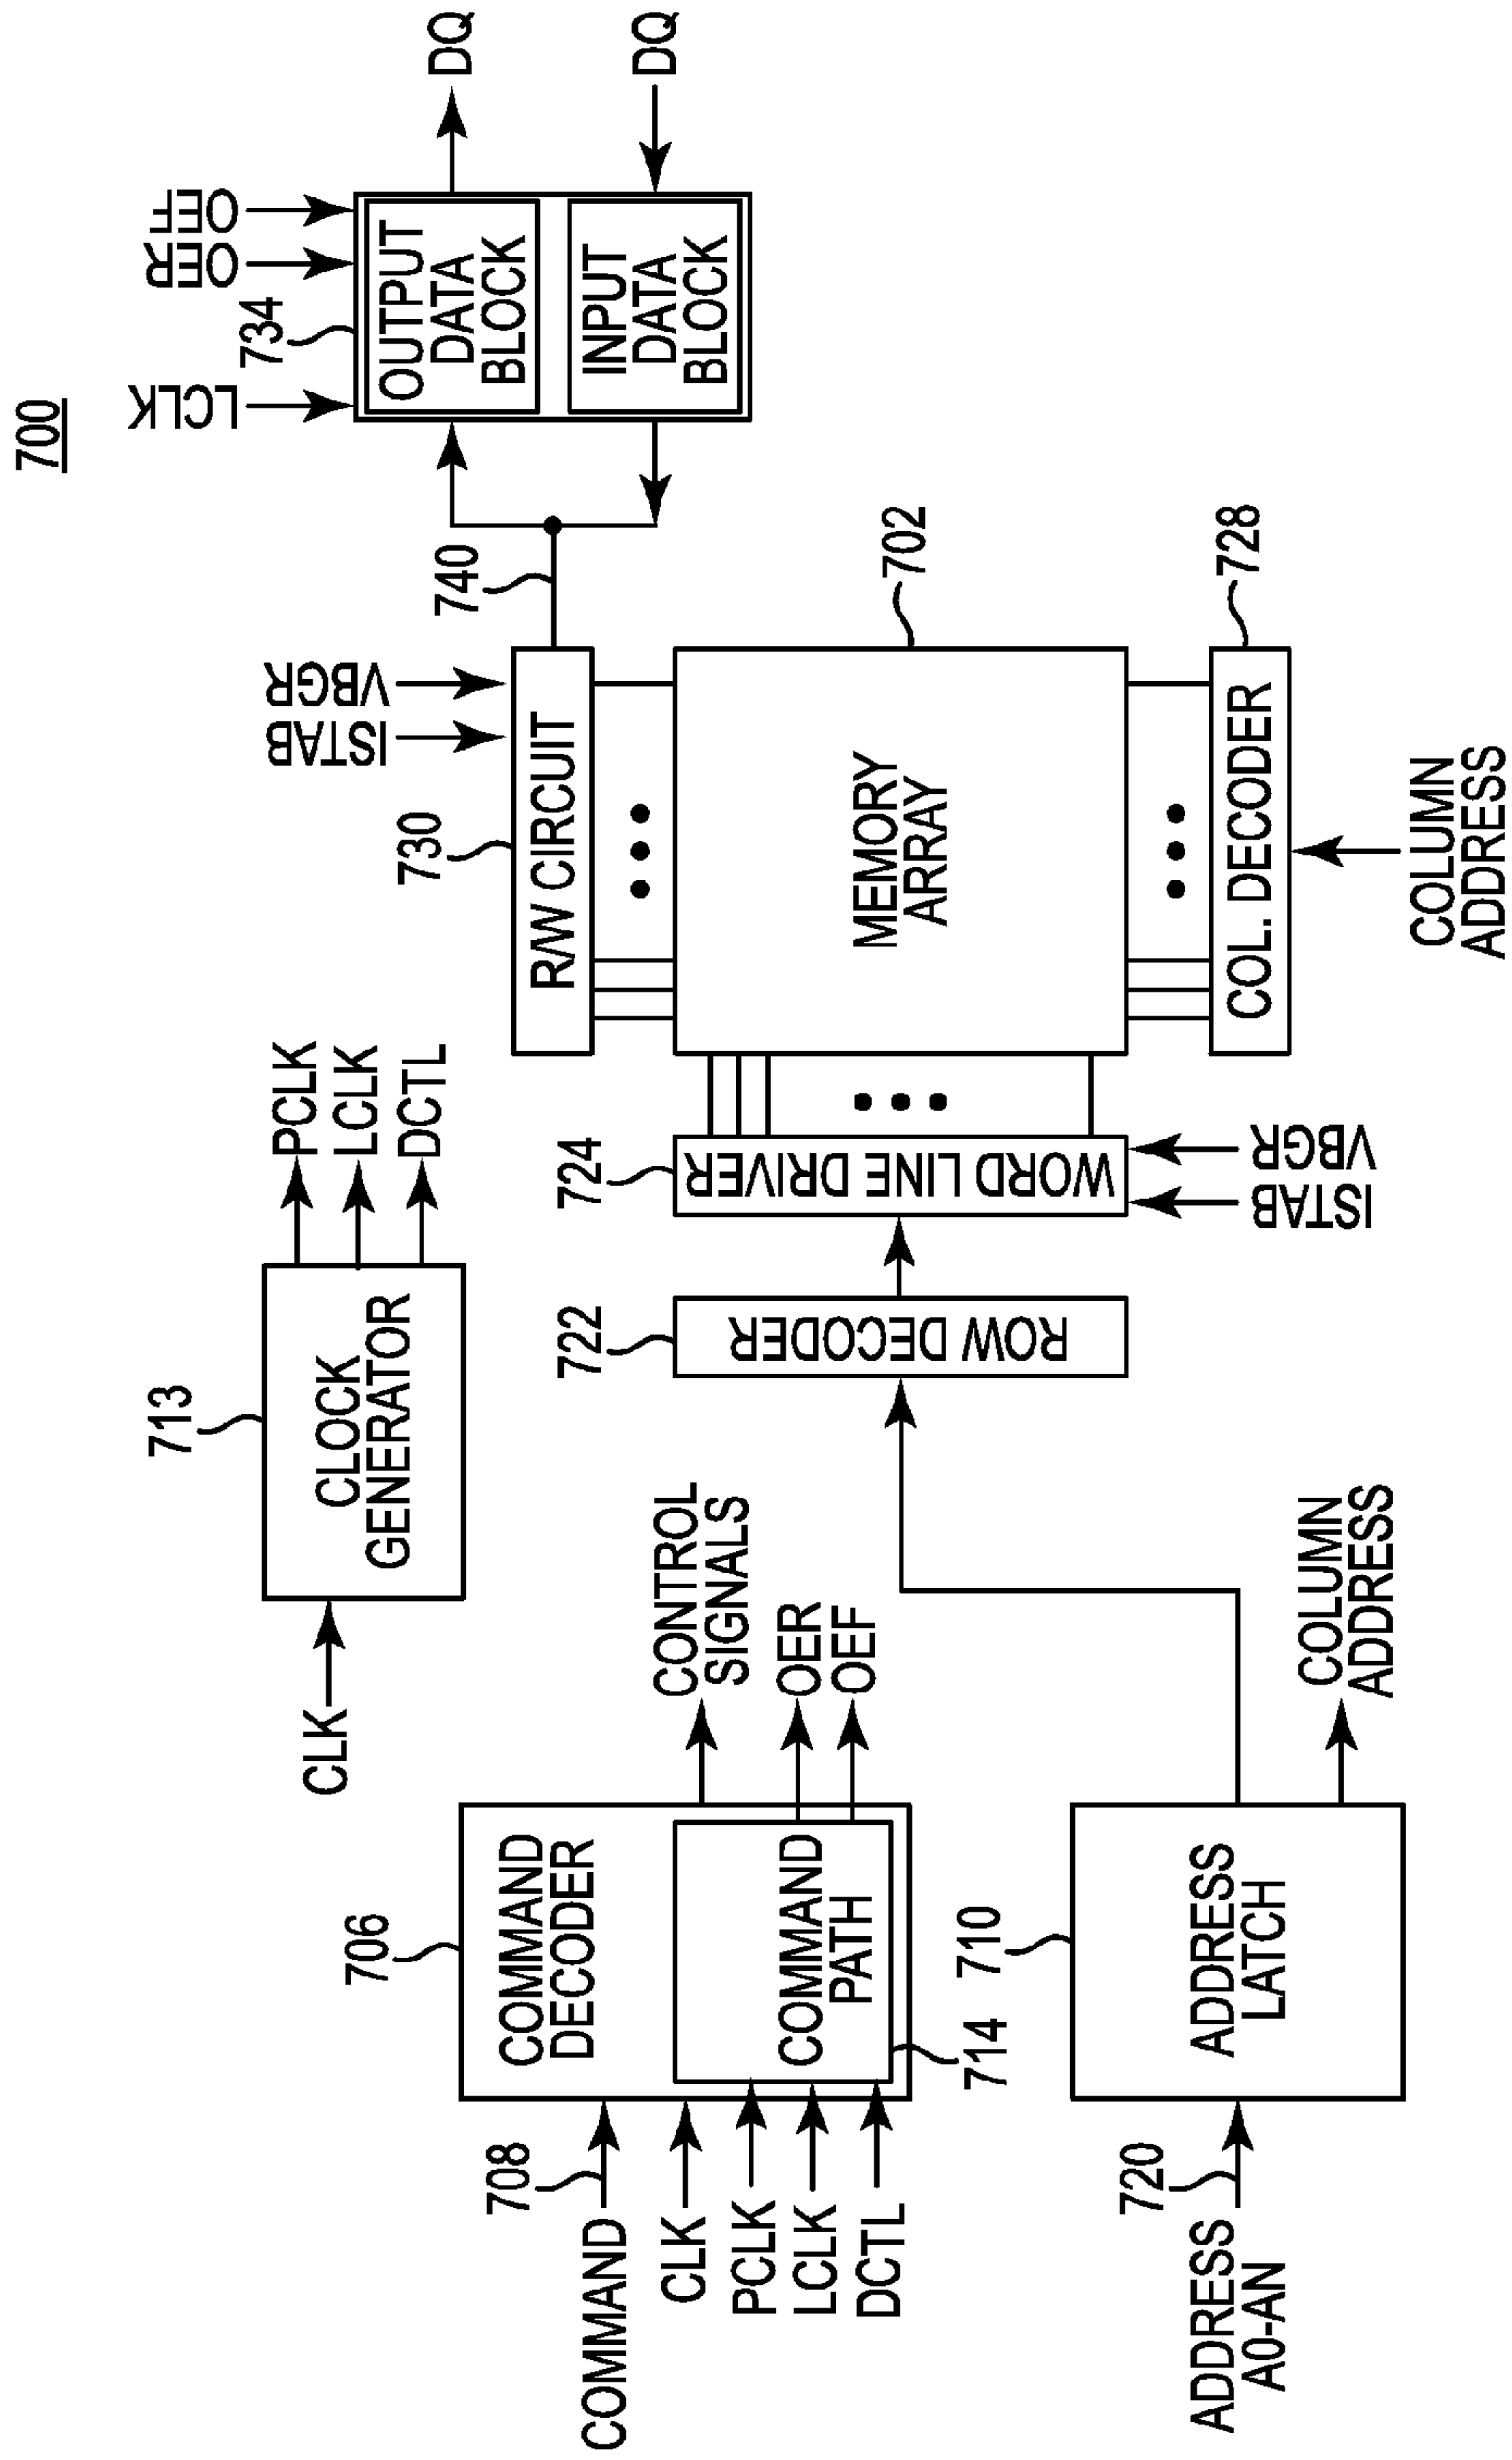 700
CLK
713
CLOCK
GENERATOR
PCLK
LCLK
DCTL
LCLK
734
OER
OEF
OUTPUT
DATA
BLOCK
INPUT
DATA
BLOCK
DQ
DQ
COMMAND
708
CLK
PCLK
LCLK
DCTL
706
COMMAND
DECODER
COMMAND
PATH
714
CONTROL
SIGNALS
OER
OEF
730
ISTAB
VBGR
R/W CIRCUIT
740
722
ROW DECODER
724
WORD LINE DRIVER
ISTAB
VBGR
MEMORY
ARRAY
702
COL. DECODER
728
COLUMN
ADDRESS
ADDRESS
A0-AN
720
710
ADDRESS
LATCH
COLUMN
ADDRESS